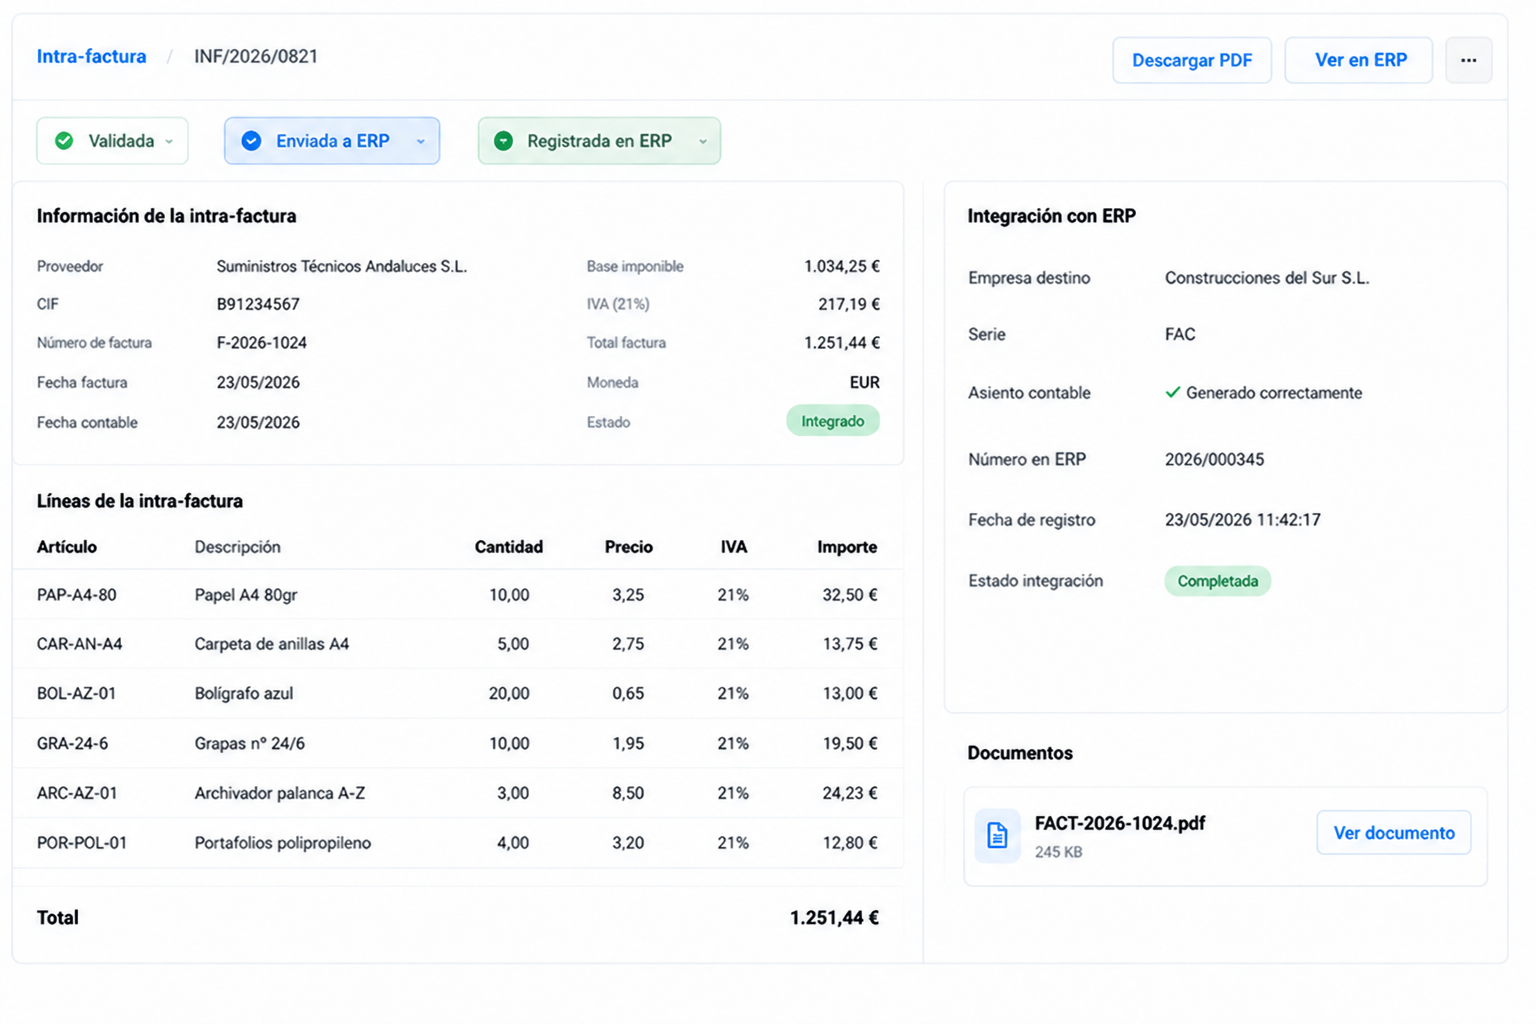 Intra-factura / INF/2026/0821
Descargar PDF
Ver en ERP
...
Validada
Enviada a ERP
Registrada en ERP
Información de la intra-factura
Proveedor Suministros Técnicos Andaluces S.L.
CIF B91234567
Número de factura F-2026-1024
Fecha factura 23/05/2026
Fecha contable 23/05/2026
Base imponible 1.034,25 €
IVA (21%) 217,19 €
Total factura 1.251,44 €
Moneda EUR
Estado Integrado
Líneas de la intra-factura
Artículo Descripción Cantidad Precio IVA Importe
PAP-A4-80 Papel A4 80gr 10,00 3,25 21% 32,50 €
CAR-AN-A4 Carpeta de anillas A4 5,00 2,75 21% 13,75 €
BOL-AZ-01 Bolígrafo azul 20,00 0,65 21% 13,00 €
GRA-24-6 Grapas nº 24/6 10,00 1,95 21% 19,50 €
ARC-AZ-01 Archivador palanca A-Z 3,00 8,50 21% 24,23 €
POR-POL-01 Portafolios polipropileno 4,00 3,20 21% 12,80 €
Total 1.251,44 €
Integración con ERP
Empresa destino Construcciones del Sur S.L.
Serie FAC
Asiento contable Generado correctamente
Número en ERP 2026/000345
Fecha de registro 23/05/2026 11:42:17
Estado integración Completada
Documentos
FACT-2026-1024.pdf
245 KB
Ver documento